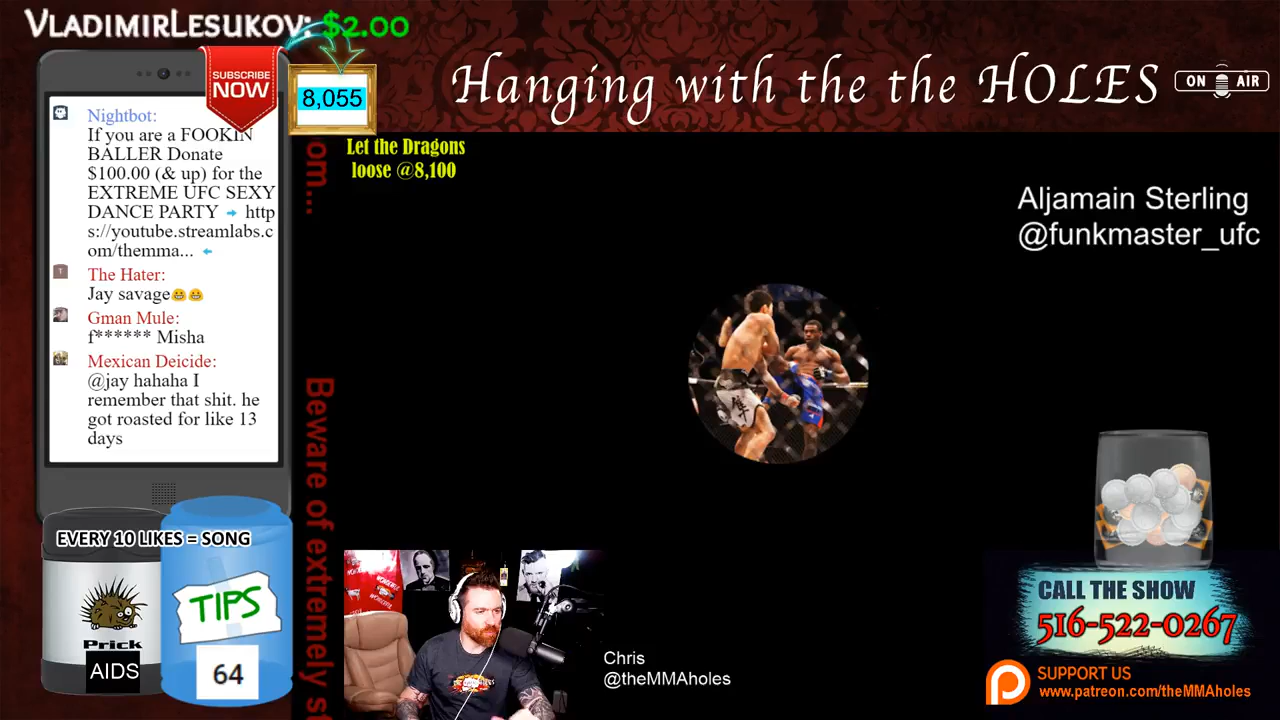 VLADIMIRLESUKOV: $2.00
SUBSCRIBE
NOW
8,055
Hanging with the the HOLES
ON AIR
Nightbot:
If you are a FOOKIN
BALLER Donate
$100.00 (& up) for the
EXTREME UFC SEXY
DANCE PARTY http
s://youtube.streamlabs.c
om/themma...
The Hater:
Jay savage😬😬
Gman Mule:
f****** Misha
Mexican Deicide:
@jay hahaha I
remember that shit. he
got roasted for like 13
days
om...
Beware of extremely st
Let the Dragons
loose @8,100
Aljamain Sterling
@funkmaster_ufc
EVERY 10 LIKES = SONG
Prick
AIDS
TIPS
64
Chris
@theMMAholes
CALL THE SHOW
516-522-0267
SUPPORT US
www.patreon.com/theMMAholes